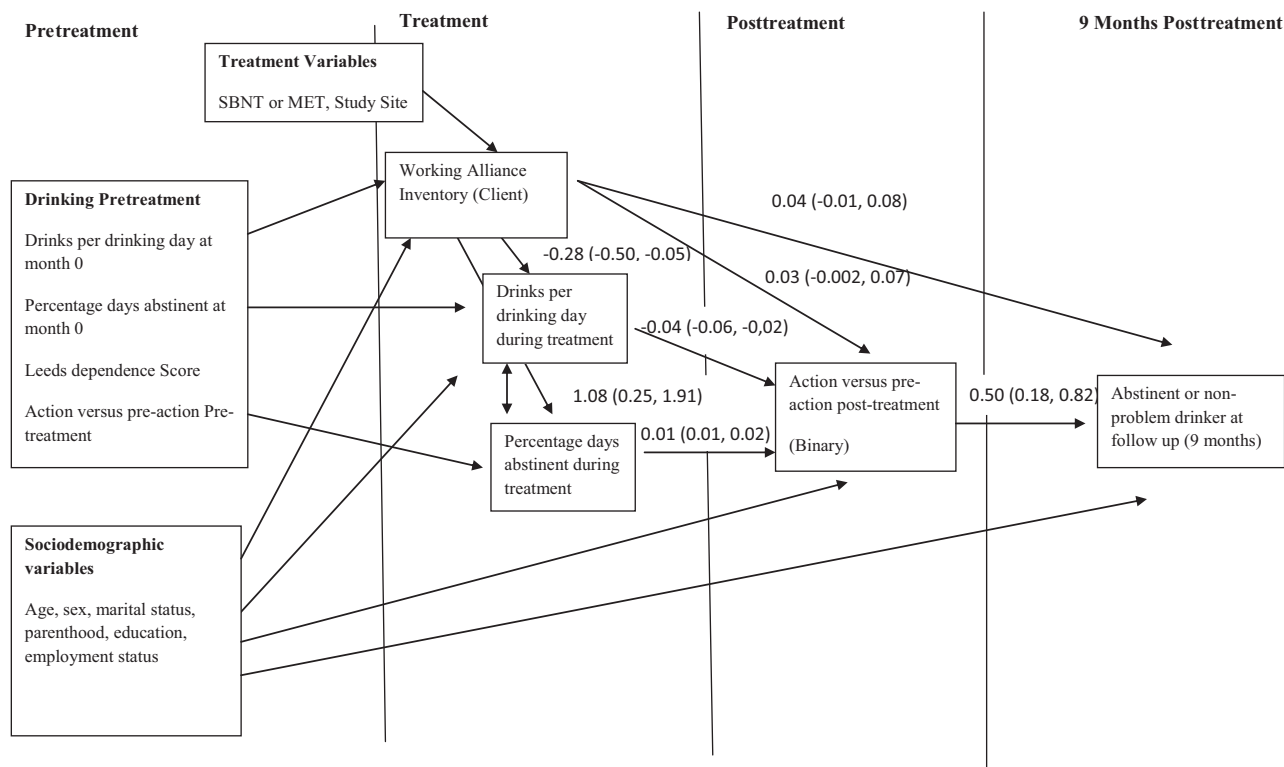 Pretreatment
Treatment
Posttreatment
9 Months Posttreatment
Treatment Variables
SBNT or MET, Study Site
Working Alliance
Inventory (Client)
Drinking Pretreatment
Drinks per drinking day at
month 0
Percentage days abstinent at
month 0
Leeds dependence Score
Action versus pre-action Pre-
treatment
0.04 (-0.01, 0.08)
-0.28 (-0.50, -0.05)
0.03 (-0.002, 0.07)
Drinks per
drinking day
during treatment
-0.04 (-0.06, -0,02)
1.08 (0.25, 1.91)
Action versus pre-
action post-treatment
(Binary)
0.50 (0.18, 0.82)
Abstinent or non-
problem drinker at
follow up (9 months)
Percentage days
abstinent during
treatment
0.01 (0.01, 0.02)
Sociodemographic
variables
Age, sex, marital status,
parenthood, education,
employment status